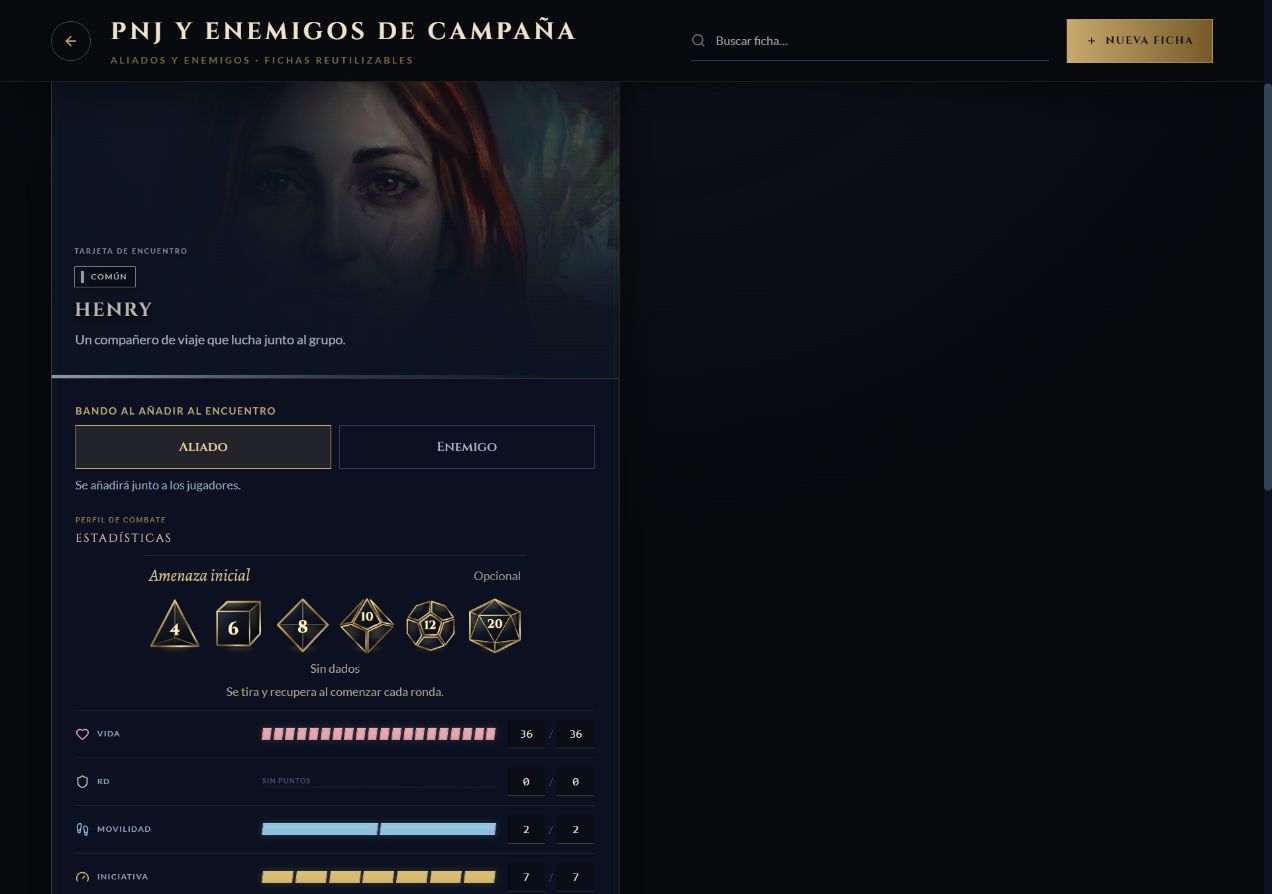 PNJ Y ENEMIGOS DE CAMPAÑA
ALIADOS Y ENEMIGOS · FICHAS REUTILIZABLES
Buscar ficha...
+ NUEVA FICHA
TARJETA DE ENCUENTRO
COMÚN
HENRY
Un compañero de viaje que lucha junto al grupo.
BANDO AL AÑADIR AL ENCUENTRO
Aliado
Enemigo
Se añadirá junto a los jugadores.
PERFIL DE COMBATE
ESTADÍSTICAS
Amenaza inicial
Opcional
4 6 8 10 12 20
Sin dados
Se tira y recupera al comenzar cada ronda.
VIDA 36 / 36
RD SIN PUNTOS 0 / 0
MOVILIDAD 2 / 2
INICIATIVA 7 / 7